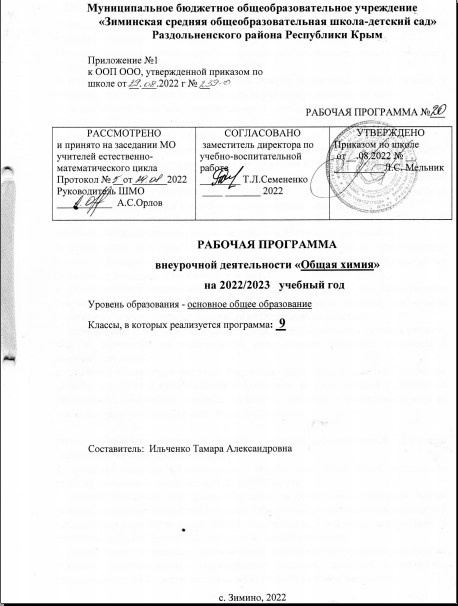 Муниципальное бюджетное общеобразовательное учреждение
«Зиминская средняя общеобразовательная школа-детский сад»
Раздольненского района Республики Крым
Приложение №1
к ООП ООО, утвержденной приказом по
школе от 29.08.2022 г № 239-о
РАБОЧАЯ ПРОГРАММА №20
РАССМОТРЕНО
и принято на заседании МО
учителей естественно-
математического цикла
Протокол № 5 от 2022
Руководитель ШМО
А.С.Орлов
СОГЛАСОВАНО
заместитель директора по
учебно-воспитательной
работе
Т.Л.Семененко
2022
УТВЕРЖДЕНО
Приказом по школе
от .08.2022 №
Л.С. Мельник
РАБОЧАЯ ПРОГРАММА
внеурочной деятельности «Общая химия»
на 2022/2023 учебный год
Уровень образования - основное общее образование
Классы, в которых реализуется программа: 9
Составитель: Ильченко Тамара Александровна
с. Зимино, 2022